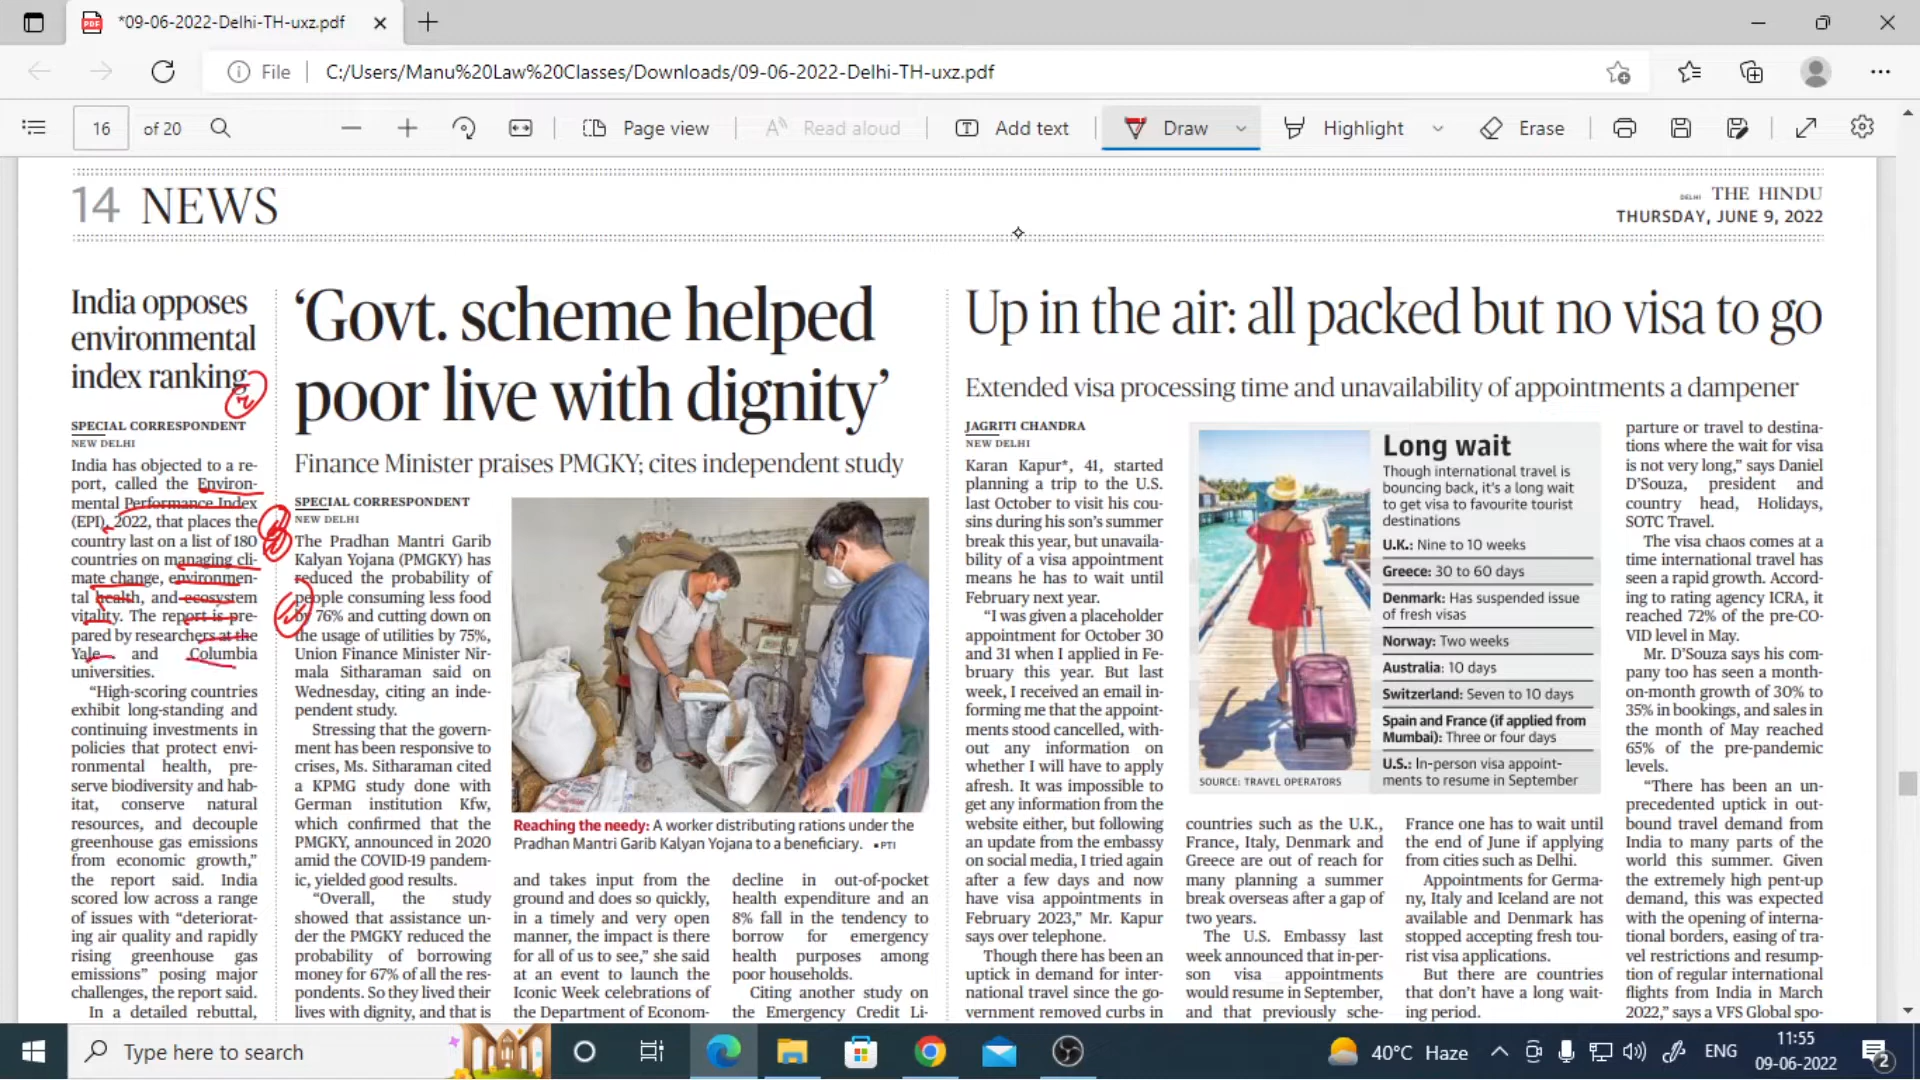 *09-06-2022-Delhi-TH-uxz.pdf
File
C:/Users/Manu%20Law%20Classes/Downloads/09-06-2022-Delhi-TH-uxz.pdf
16
of 20
Page view
Read aloud
Add text
Draw
Highlight
Erase
14 NEWS
DELHI THE HINDU
THURSDAY, JUNE 9, 2022
India opposes
environmental
index ranking
SPECIAL CORRESPONDENT
NEW DELHI
India has objected to a re-
port, called the Environ-
mental Performance Index
(EPI), 2022, that places the
country last on a list of 180
countries on managing cli-
mate change, environmen-
tal health, and ecosystem
vitality. The report is pre-
pared by researchers at the
Yale and Columbia
universities.
“High-scoring countries
exhibit long-standing and
continuing investments in
policies that protect envi-
ronmental health, pre-
serve biodiversity and hab-
itat, conserve natural
resources, and decouple
greenhouse gas emissions
from economic growth,”
the report said. India
scored low across a range
of issues with “deteriorat-
ing air quality and rapidly
rising greenhouse gas
emissions” posing major
challenges, the report said.
In a detailed rebuttal,
‘Govt. scheme helped
poor live with dignity’
Finance Minister praises PMGKY; cites independent study
SPECIAL CORRESPONDENT
NEW DELHI
The Pradhan Mantri Garib
Kalyan Yojana (PMGKY) has
reduced the probability of
people consuming less food
by 76% and cutting down on
the usage of utilities by 75%,
Union Finance Minister Nir-
mala Sitharaman said on
Wednesday, citing an inde-
pendent study.
Stressing that the govern-
ment has been responsive to
crises, Ms. Sitharaman cited
a KPMG study done with
German institution Kfw,
which confirmed that the
PMGKY, announced in 2020
amid the COVID-19 pandem-
ic, yielded good results.
“Overall, the study
showed that assistance un-
der the PMGKY reduced the
probability of borrowing
money for 67% of all the res-
pondents. So they lived their
lives with dignity, and that is
Reaching the needy: A worker distributing rations under the
Pradhan Mantri Garib Kalyan Yojana to a beneficiary. ▪PTI
and takes input from the
ground and does so quickly,
in a timely and very open
manner, the impact is there
for all of us to see,” she said
at an event to launch the
Iconic Week celebrations of
the Department of Econom-
decline in out-of-pocket
health expenditure and an
8% fall in the tendency to
borrow for emergency
health purposes among
poor households.
Citing another study on
the Emergency Credit Li-
Up in the air: all packed but no visa to go
Extended visa processing time and unavailability of appointments a dampener
JAGRITI CHANDRA
NEW DELHI
Karan Kapur*, 41, started
planning a trip to the U.S.
last October to visit his cou-
sins during his son’s summer
break this year, but unavaila-
bility of a visa appointment
means he has to wait until
February next year.
“I was given a placeholder
appointment for October 30
and 31 when I applied in Fe-
bruary this year. But last
week, I received an email in-
forming me that the appoint-
ments stood cancelled, with-
out any information on
whether I will have to apply
afresh. It was impossible to
get any information from the
website either, but following
an update from the embassy
on social media, I tried again
after a few days and now
have visa appointments in
February 2023,” Mr. Kapur
says over telephone.
Though there has been an
uptick in demand for inter-
national travel since the go-
vernment removed curbs in
Long wait
Though international travel is
bouncing back, it’s a long wait
to get visa to favourite tourist
destinations
U.K.: Nine to 10 weeks
Greece: 30 to 60 days
Denmark: Has suspended issue
of fresh visas
Norway: Two weeks
Australia: 10 days
Switzerland: Seven to 10 days
Spain and France (if applied from
Mumbai): Three or four days
U.S.: In-person visa appoint-
ments to resume in September
SOURCE: TRAVEL OPERATORS
countries such as the U.K.,
France, Italy, Denmark and
Greece are out of reach for
many planning a summer
break overseas after a gap of
two years.
The U.S. Embassy last
week announced that in-per-
son visa appointments
would resume in September,
and that previously sche-
France one has to wait until
the end of June if applying
from cities such as Delhi.
Appointments for Germa-
ny, Italy and Iceland are not
available and Denmark has
stopped accepting fresh tou-
rist visa applications.
But there are countries
that don’t have a long wait-
ing period.
parture or travel to destina-
tions where the wait for visa
is not very long,” says Daniel
D’Souza, president and
country head, Holidays,
SOTC Travel.
The visa chaos comes at a
time international travel has
seen a rapid growth. Accord-
ing to rating agency ICRA, it
reached 72% of the pre-CO-
VID level in May.
Mr. D’Souza says his com-
pany too has seen a month-
on-month growth of 30% to
35% in bookings, and sales in
the month of May reached
65% of the pre-pandemic
levels.
“There has been an un-
precedented uptick in out-
bound travel demand from
India to many parts of the
world this summer. Given
the extremely high pent-up
demand, this was expected
with the opening of interna-
tional borders, easing of tra-
vel restrictions and resump-
tion of regular international
flights from India in March
2022,” says a VFS Global spo-
Type here to search
40°C Haze
ENG
11:55
09-06-2022
2